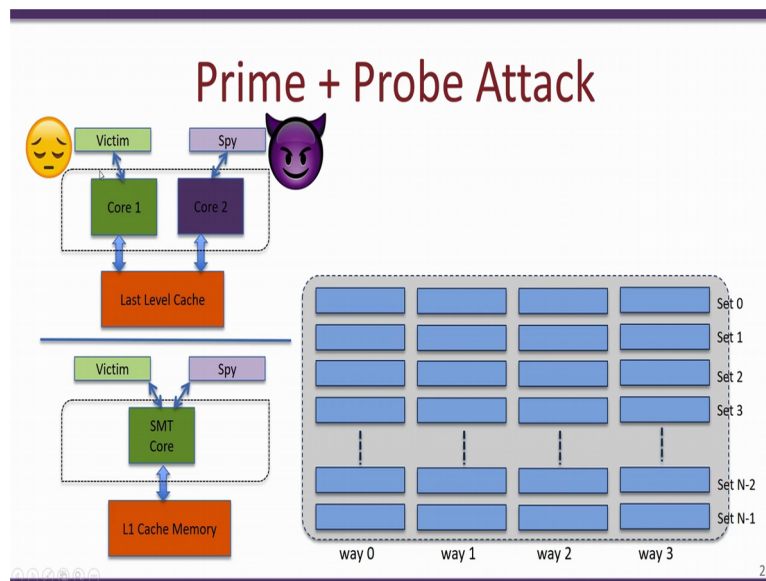 Prime + Probe Attack
Victim
Spy
Core 1
Core 2
Last Level Cache
Victim
Spy
SMT
Core
L1 Cache Memory
Set 0
Set 1
Set 2
Set 3
Set N-2
Set N-1
way 0
way 1
way 2
way 3
2